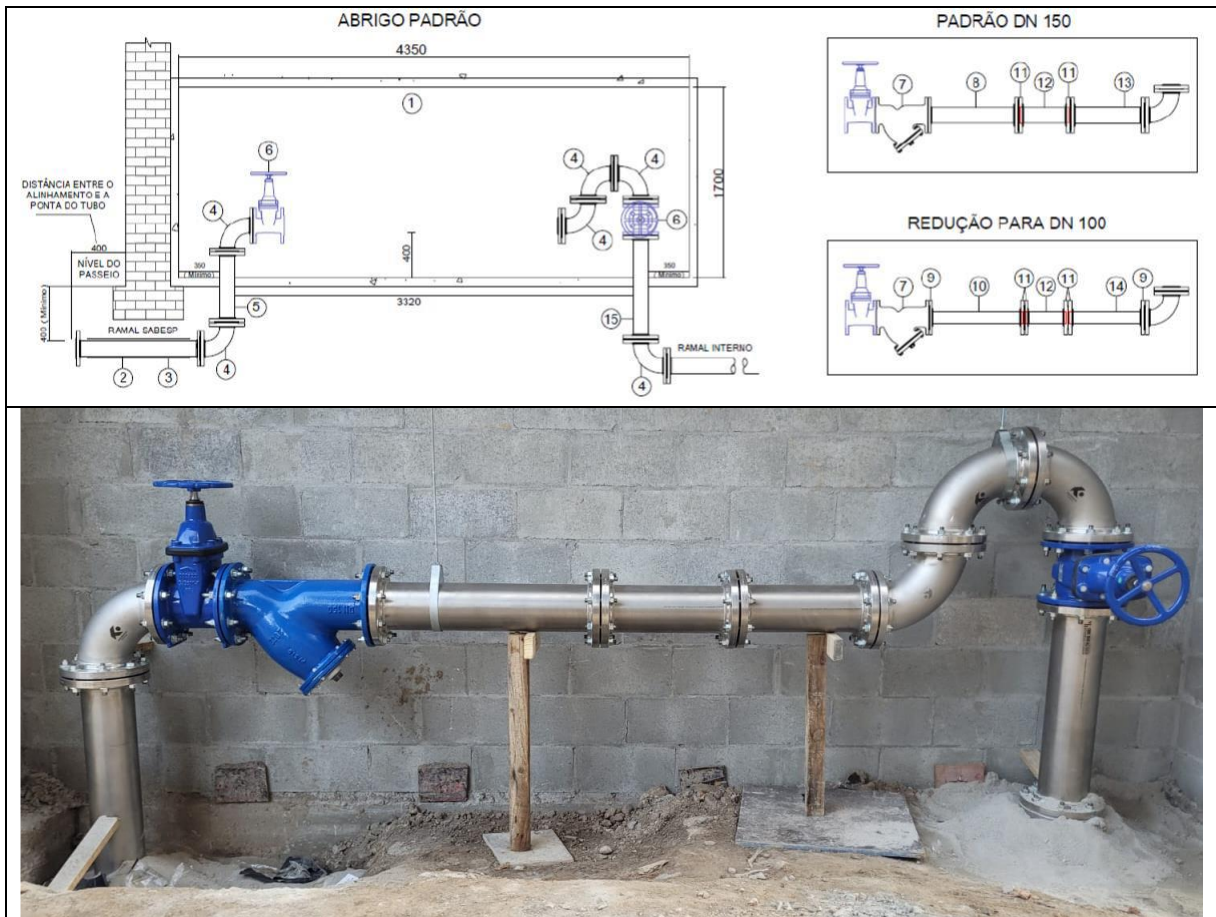 ABRIGO PADRÃO
4350
1
6
4
4
4
4
6
1700
DISTÂNCIA ENTRE O
ALINHAMENTO E A
PONTA DO TUBO
400
NÍVEL DO
PASSEIO
400 (Mínimo)
350
(Mínimo)
400
350
(Mínimo)
3320
5
15
RAMAL SABESP
RAMAL INTERNO
2
3
4
4
PADRÃO DN 150
7
8
11
12
11
13
REDUÇÃO PARA DN 100
7
9
10
11
12
11
14
9